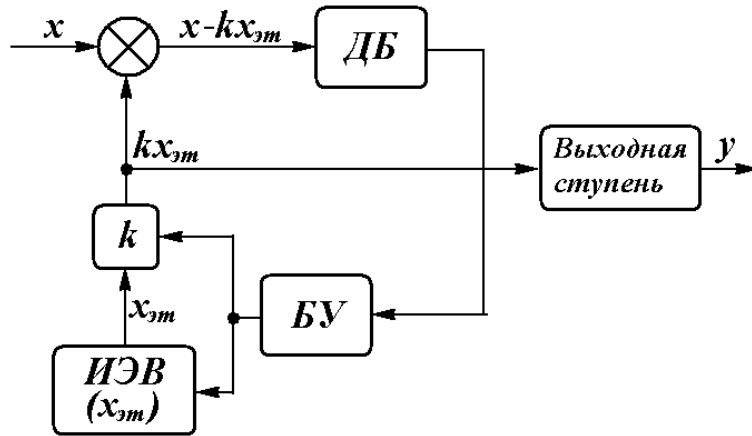 x
x-kxэт
ДБ
kxэт
Выходная
ступень
y
k
xэт
БУ
ИЭВ
(xэт)